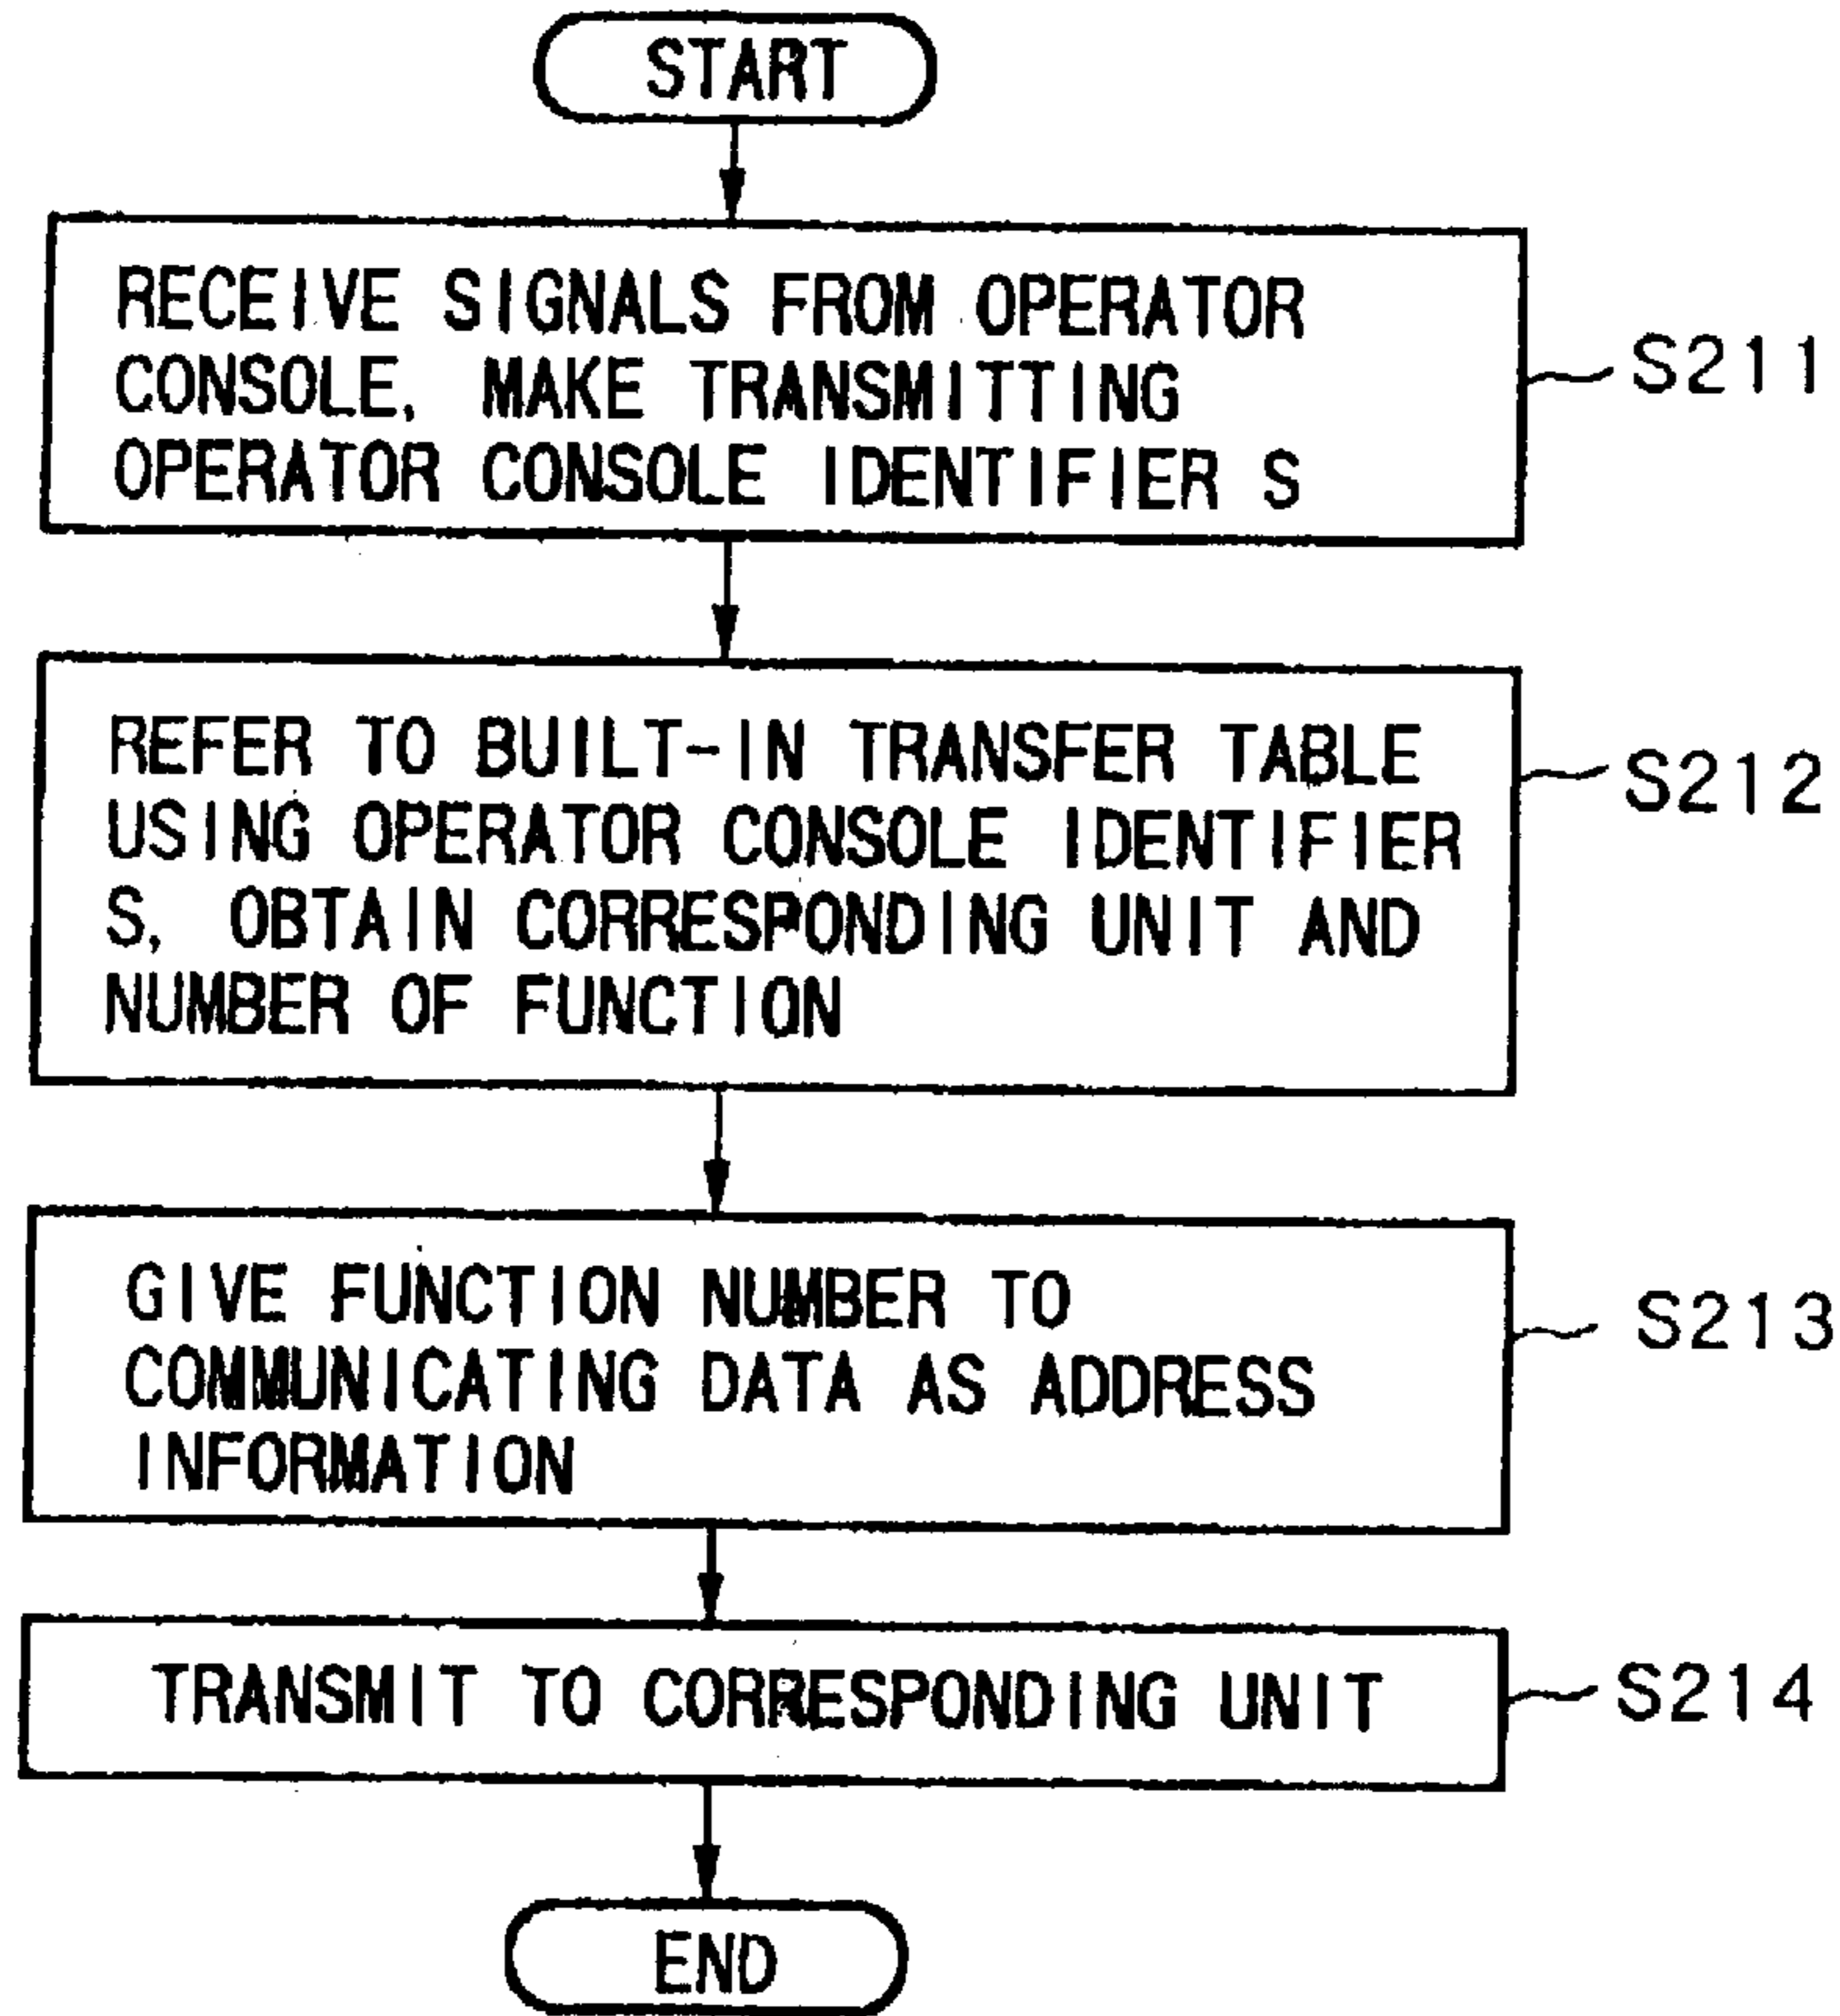 START
RECEIVE SIGNALS FROM OPERATOR
CONSOLE, MAKE TRANSMITTING
OPERATOR CONSOLE IDENTIFIER S
S211
REFER TO BUILT-IN TRANSFER TABLE
USING OPERATOR CONSOLE IDENTIFIER
S, OBTAIN CORRESPONDING UNIT AND
NUMBER OF FUNCTION
S212
GIVE FUNCTION NUMBER TO
COMMUNICATING DATA AS ADDRESS
INFORMATION
S213
TRANSMIT TO CORRESPONDING UNIT
S214
END